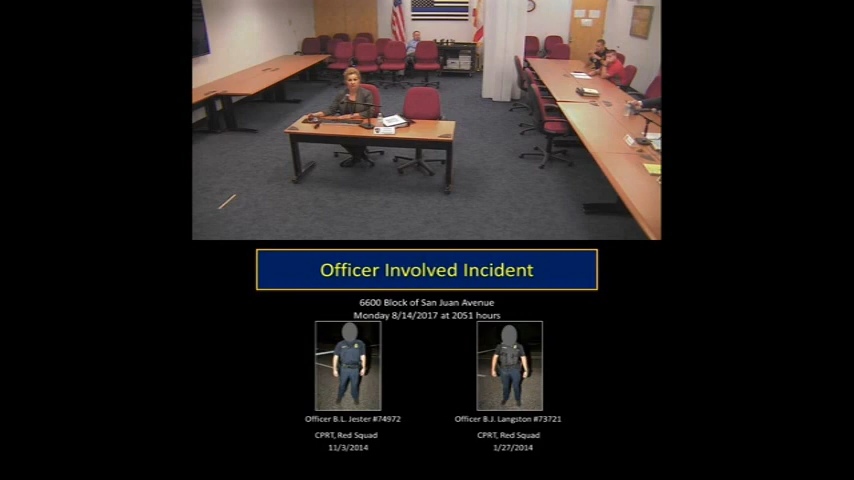 Officer Involved Incident
6600 Block of San Juan Avenue
Monday 8/14/2017 at 2051 hours
Officer B.L. Jester #74972
Officer B.J. Langston #73721
CPRT, Red Squad
CPRT, Red Squad
11/3/2014
1/27/2014